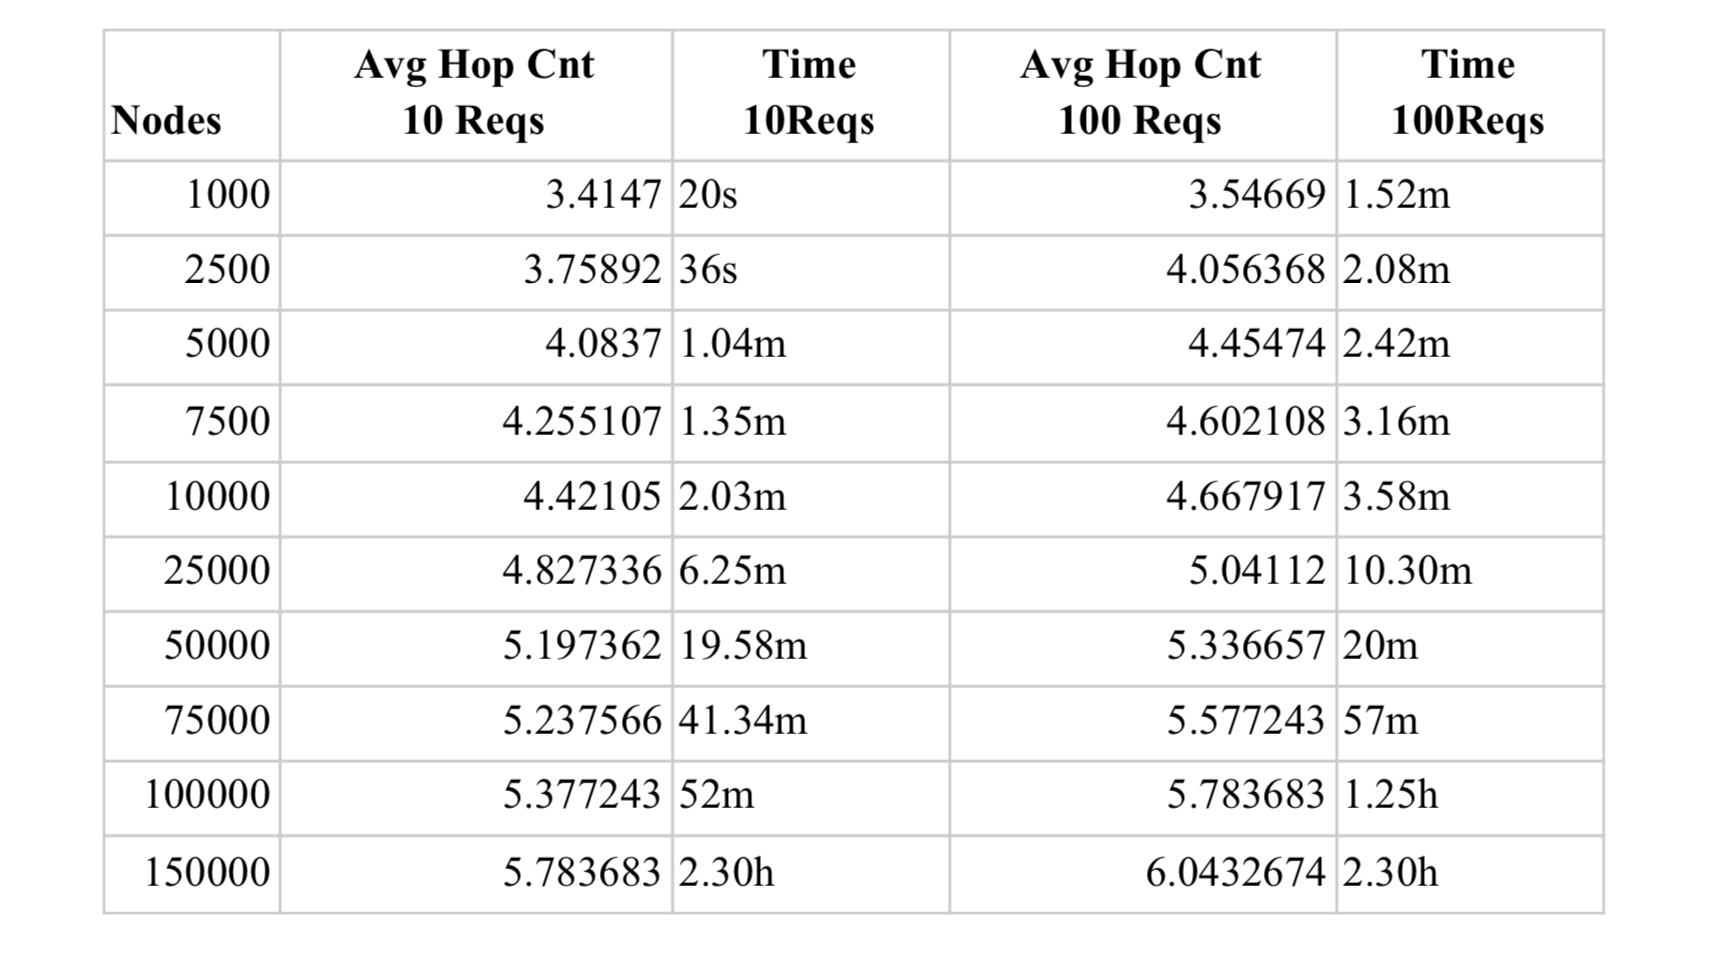 Nodes Avg Hop Cnt 10 Reqs Time 10Reqs Avg Hop Cnt 100 Reqs Time 100Reqs
1000 3.4147 20s 3.54669 1.52m
2500 3.75892 36s 4.056368 2.08m
5000 4.0837 1.04m 4.45474 2.42m
7500 4.255107 1.35m 4.602108 3.16m
10000 4.42105 2.03m 4.667917 3.58m
25000 4.827336 6.25m 5.04112 10.30m
50000 5.197362 19.58m 5.336657 20m
75000 5.237566 41.34m 5.577243 57m
100000 5.377243 52m 5.783683 1.25h
150000 5.783683 2.30h 6.0432674 2.30h